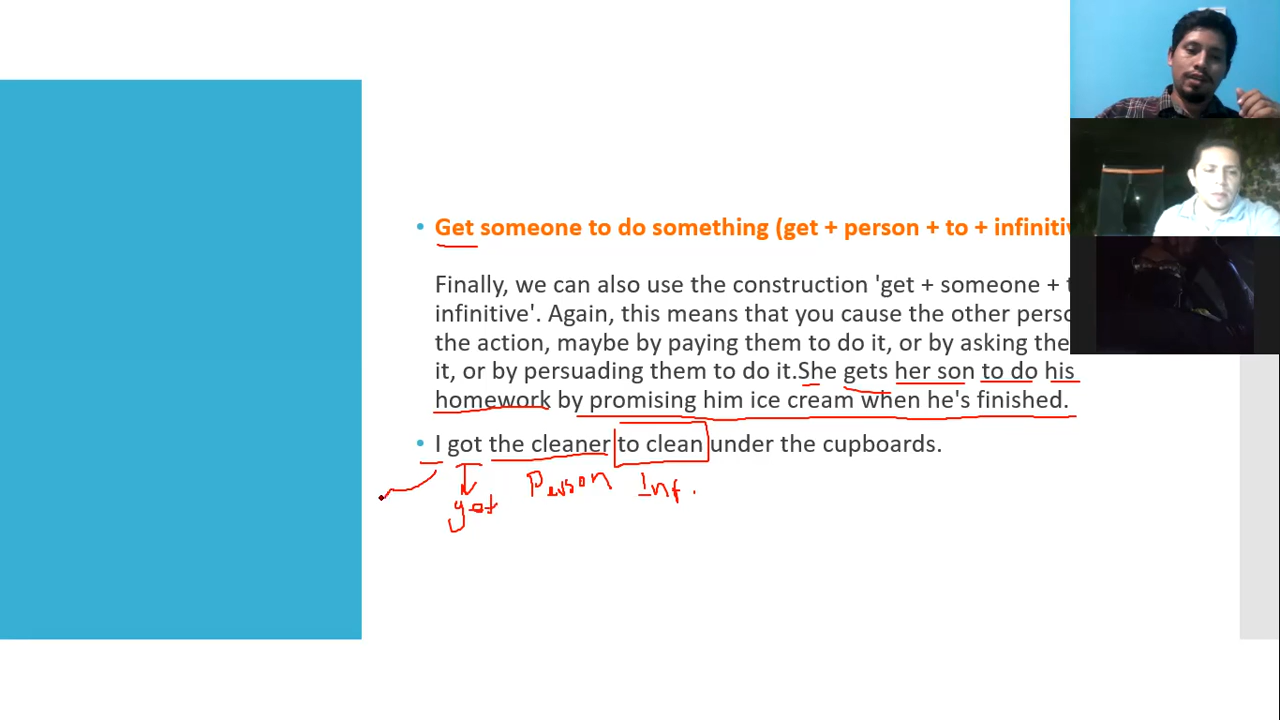 • Get someone to do something (get + person + to + infinitiv
Finally, we can also use the construction 'get + someone + t
infinitive'. Again, this means that you cause the other perso
the action, maybe by paying them to do it, or by asking the
it, or by persuading them to do it.She gets her son to do his
homework by promising him ice cream when he's finished.
• I got the cleaner to clean under the cupboards.
get Person Inf.